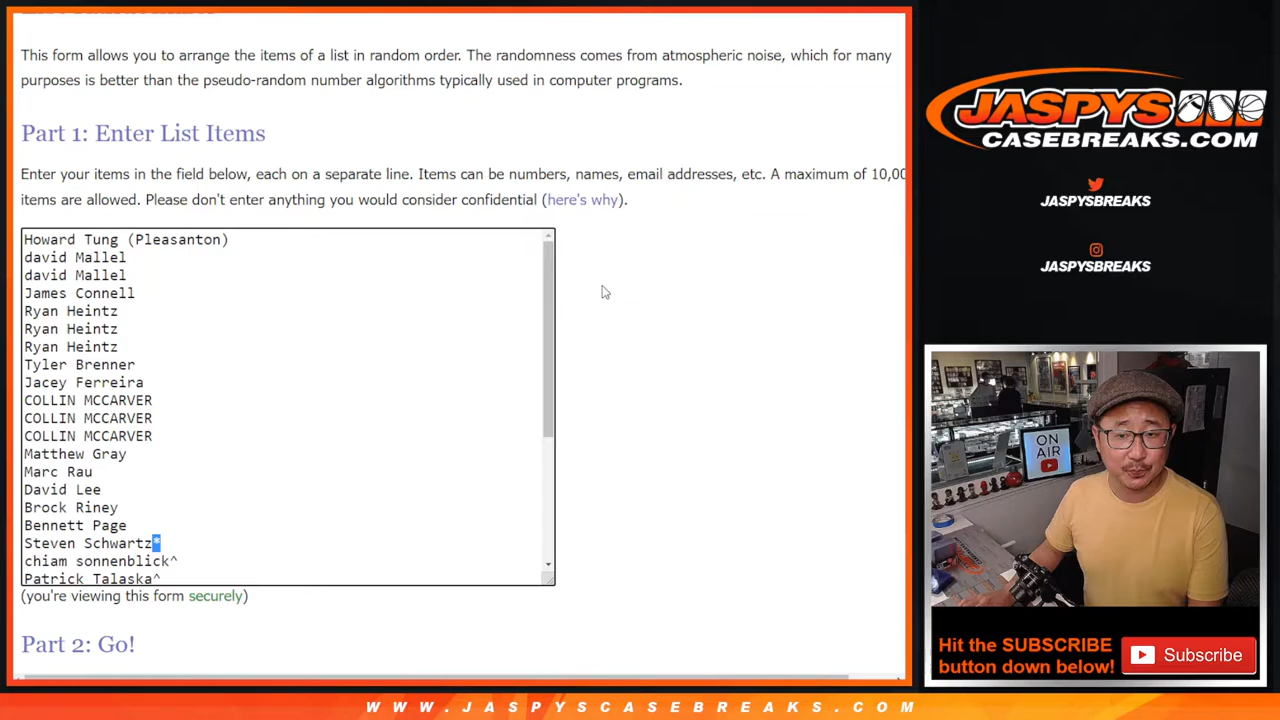 This form allows you to arrange the items of a list in random order. The randomness comes from atmospheric noise, which for many
purposes is better than the pseudo-random number algorithms typically used in computer programs.
Part 1: Enter List Items
Enter your items in the field below, each on a separate line. Items can be numbers, names, email addresses, etc. A maximum of 10,00
items are allowed. Please don't enter anything you would consider confidential (here's why).
Howard Tung (Pleasanton)
david Mallel
david Mallel
James Connell
Ryan Heintz
Ryan Heintz
Ryan Heintz
Tyler Brenner
Jacey Ferreira
COLLIN MCCARVER
COLLIN MCCARVER
COLLIN MCCARVER
Matthew Gray
Marc Rau
David Lee
Brock Riney
Bennett Page
Steven Schwartz*
chiam sonnenblick^
Patrick Talaska^
(you're viewing this form securely)
Part 2: Go!
JASPYS
CASEBREAKS.COM
JASPYSBREAKS
JASPYSBREAKS
ON
AIR
Hit the SUBSCRIBE
button down below!
Subscribe
WWW.JASPYSCASEBREAKS.COM